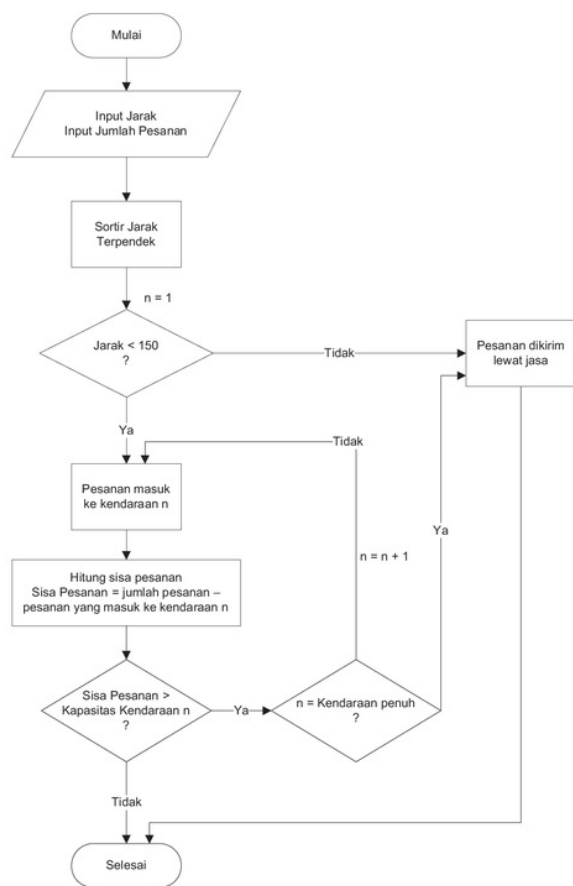 Mulai
Input Jarak
Input Jumlah Pesanan
Sortir Jarak
Terpendek
n = 1
Jarak < 150
?
Tidak
Pesanan dikirim
lewat jasa
Ya
Tidak
Pesanan masuk
ke kendaraan n
Ya
n = n + 1
Hitung sisa pesanan
Sisa Pesanan = jumlah pesanan –
pesanan yang masuk ke kendaraan n
Sisa Pesanan >
Kapasitas Kendaraan n
?
Ya
n = Kendaraan penuh
?
Tidak
Selesai